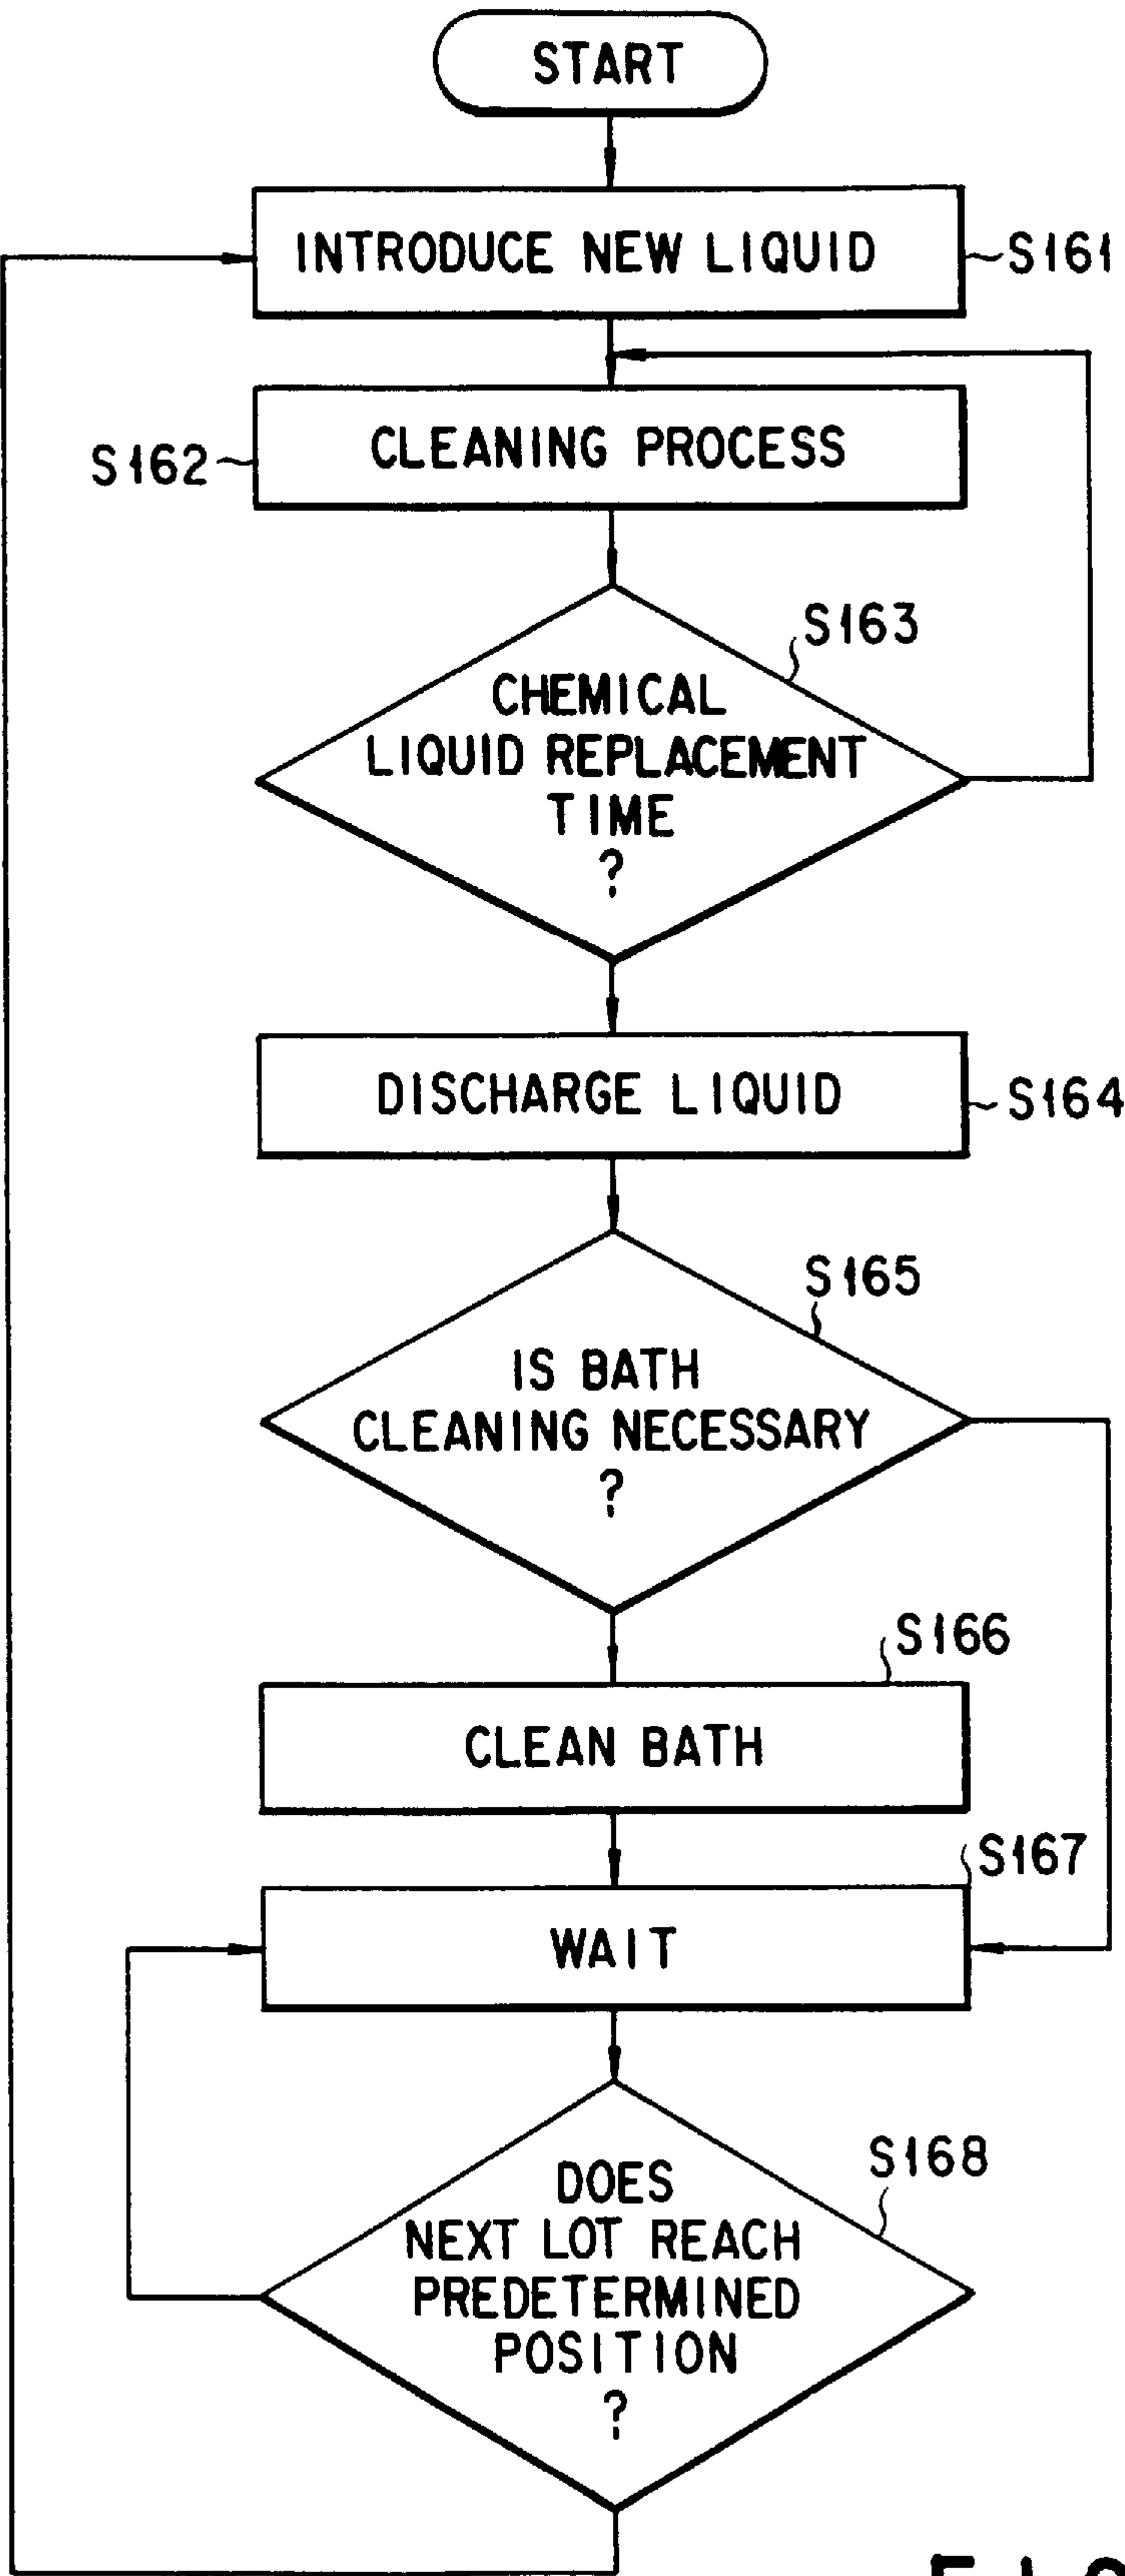 START
INTRODUCE NEW LIQUID
S161
CLEANING PROCESS
S162
S163
CHEMICAL
LIQUID REPLACEMENT
TIME
?
DISCHARGE LIQUID
S164
S165
IS BATH
CLEANING NECESSARY
?
S166
CLEAN BATH
S167
WAIT
S168
DOES
NEXT LOT REACH
PREDETERMINED
POSITION
?